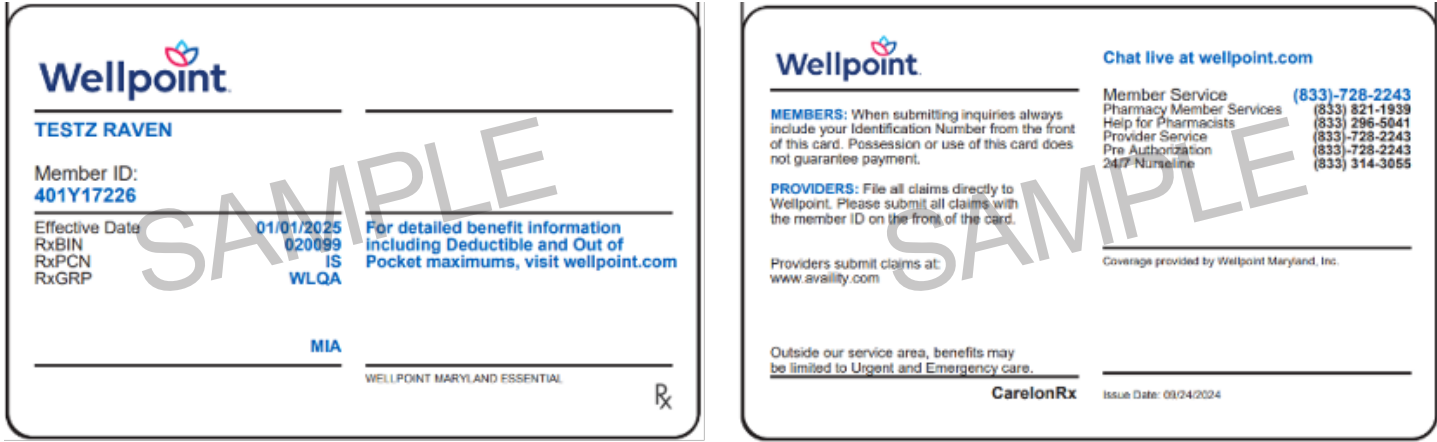 Wellpoint
TESTZ RAVEN
Member ID:
401Y17226
Effective Date 01/01/2025
RxBIN 020099
RxPCN IS
RxGRP WLQA
MIA
For detailed benefit information
including Deductible and Out of
Pocket maximums, visit wellpoint.com
WELLPOINT MARYLAND ESSENTIAL
Rx
SAMPLE
Wellpoint
MEMBERS: When submitting inquiries always
include your Identification Number from the front
of this card. Possession or use of this card does
not guarantee payment.
PROVIDERS: File all claims directly to
Wellpoint. Please submit all claims with
the member ID on the front of the card.
Providers submit claims at:
www.availity.com
Outside our service area, benefits may
be limited to Urgent and Emergency care.
CarelonRx
Chat live at wellpoint.com
Member Service (833)-728-2243
Pharmacy Member Services (833) 821-1939
Help for Pharmacists (833) 296-5041
Provider Service (833)-728-2243
Pre Authorization (833)-728-2243
24/7 Nurseline (833) 314-3055
Coverage provided by Wellpoint Maryland, Inc.
Issue Date: 09/24/2024
SAMPLE